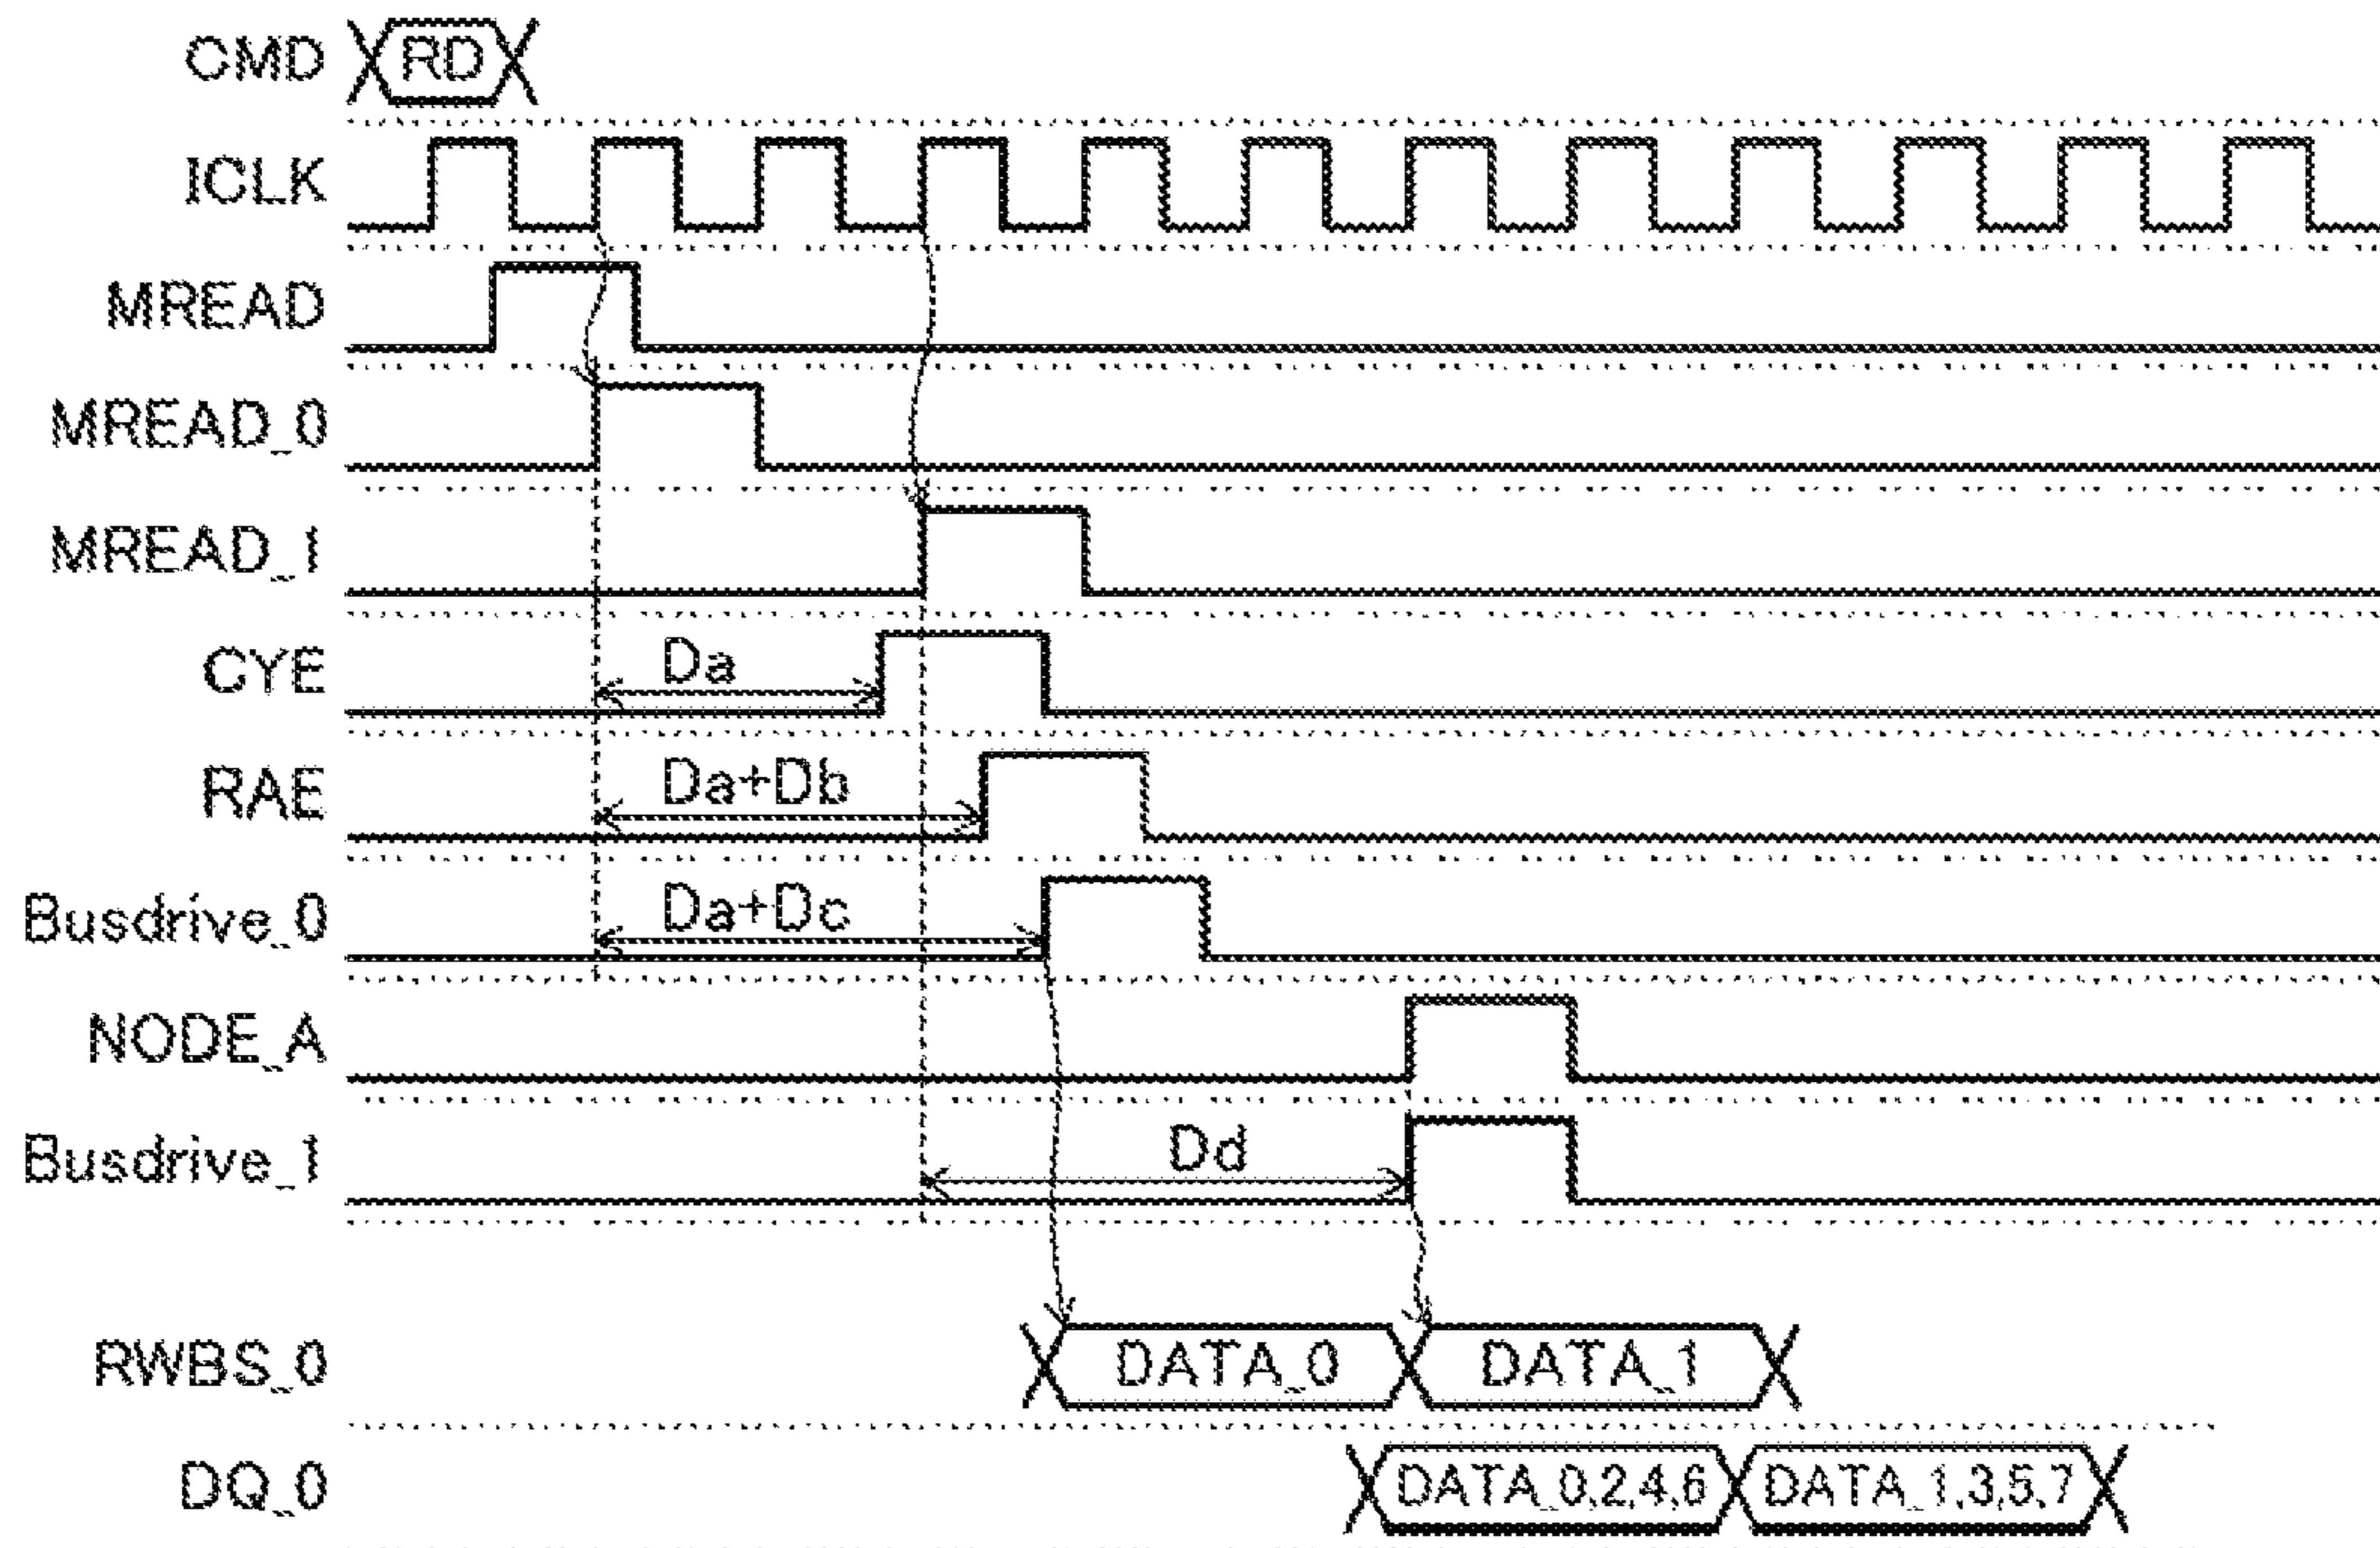 CMD RD
ICLK
MREAD
MREAD_0
MREAD_1
CYE Da
RAE Da+Db
Busdrive_0 Da+Dc
NODE_A
Busdrive_1 Dd
RWBS_0 DATA_0 DATA_1
DQ_0 DATA_0,2,4,6 DATA_1,3,5,7